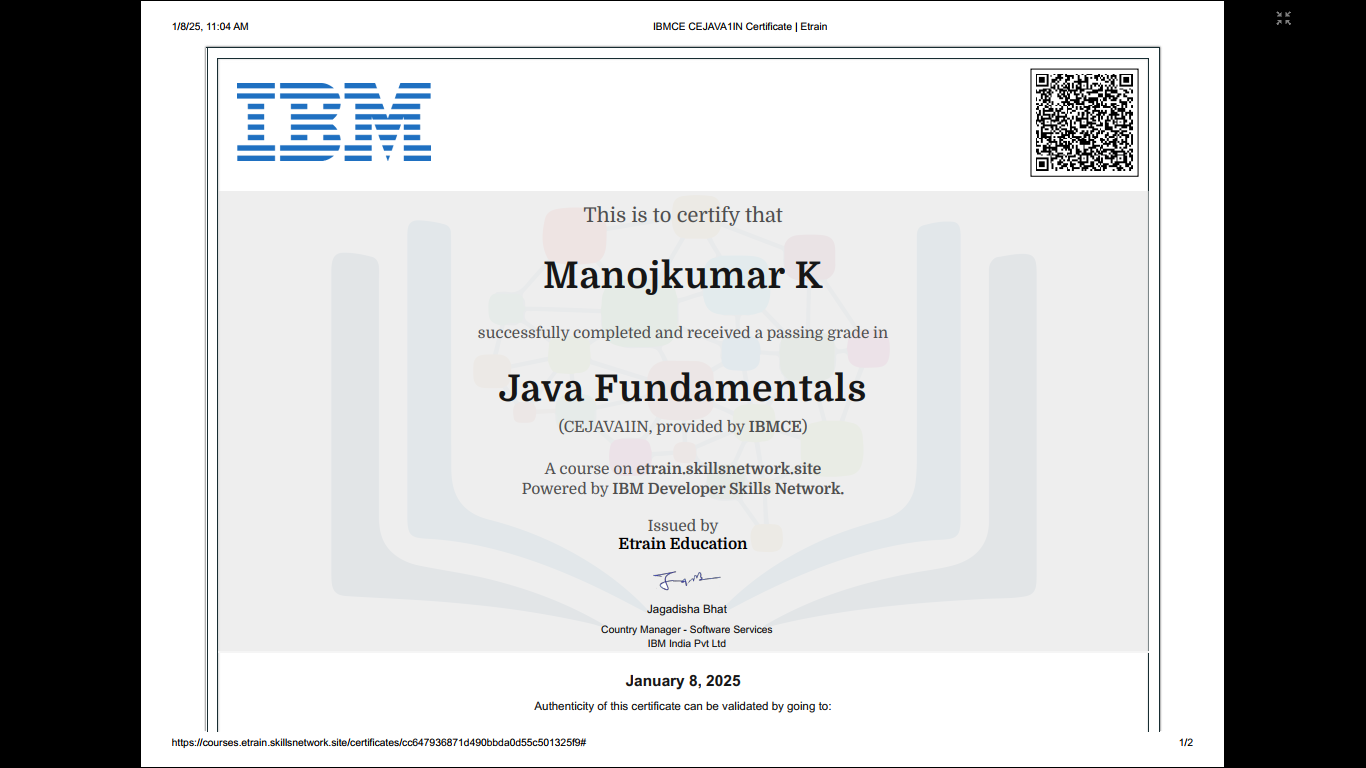 1/8/25, 11:04 AM
IBMCE CEJAVA1IN Certificate | Etrain
IBM
This is to certify that
Manojkumar K
successfully completed and received a passing grade in
Java Fundamentals
(CEJAVA1IN, provided by IBMCE)
A course on etrain.skillsnetwork.site
Powered by IBM Developer Skills Network.
Issued by
Etrain Education
Jagadisha Bhat
Country Manager - Software Services
IBM India Pvt Ltd
January 8, 2025
Authenticity of this certificate can be validated by going to:
https://courses.etrain.skillsnetwork.site/certificates/cc647936871d490bbda0d55c501325f9#
1/2